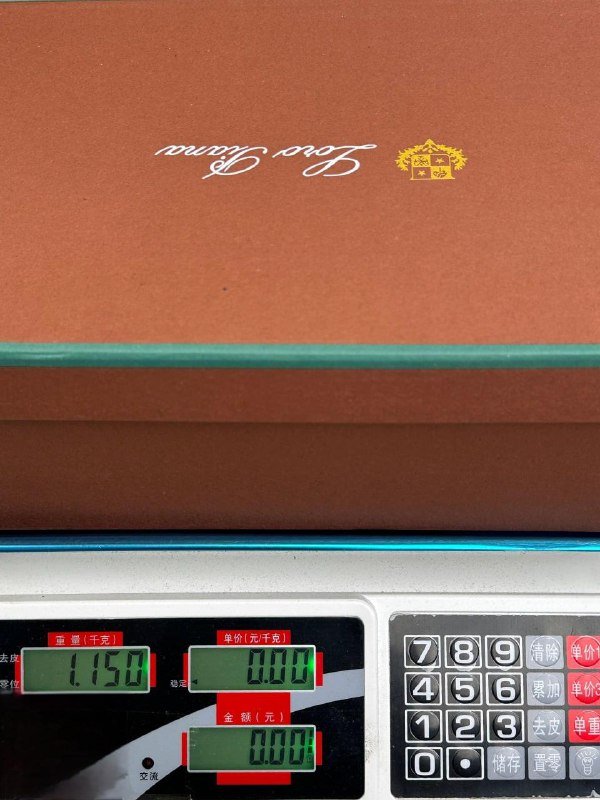 Loro Piana
重量(千克)
单价(元/千克)
去皮
零位
1.150
稳定
0.00
金额(元)
0.00
交流
7 8 9 清除
4 5 6 累加
1 2 3 去皮 单重
0 . 储存 置零